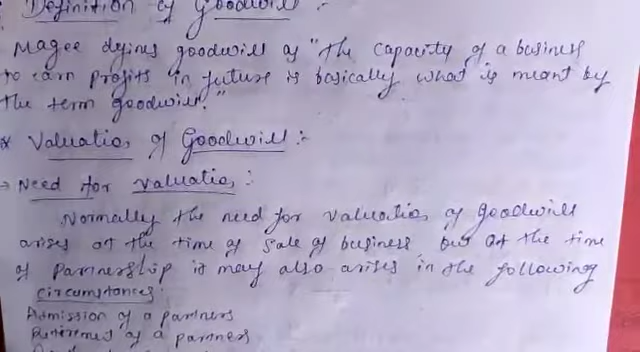 Definition of Goodwill :-
Magee defines goodwill as "the capacity of a business
to earn profits in future is basically what is meant by
the term goodwill."
* Valuation of Goodwill :-
→ Need for valuation :
Normally the need for valuation of goodwill
arises at the time of sale of business but at the time
of Partnership it may also arises in the following
circumstances:
Admission of a partners
Retirement of a partners